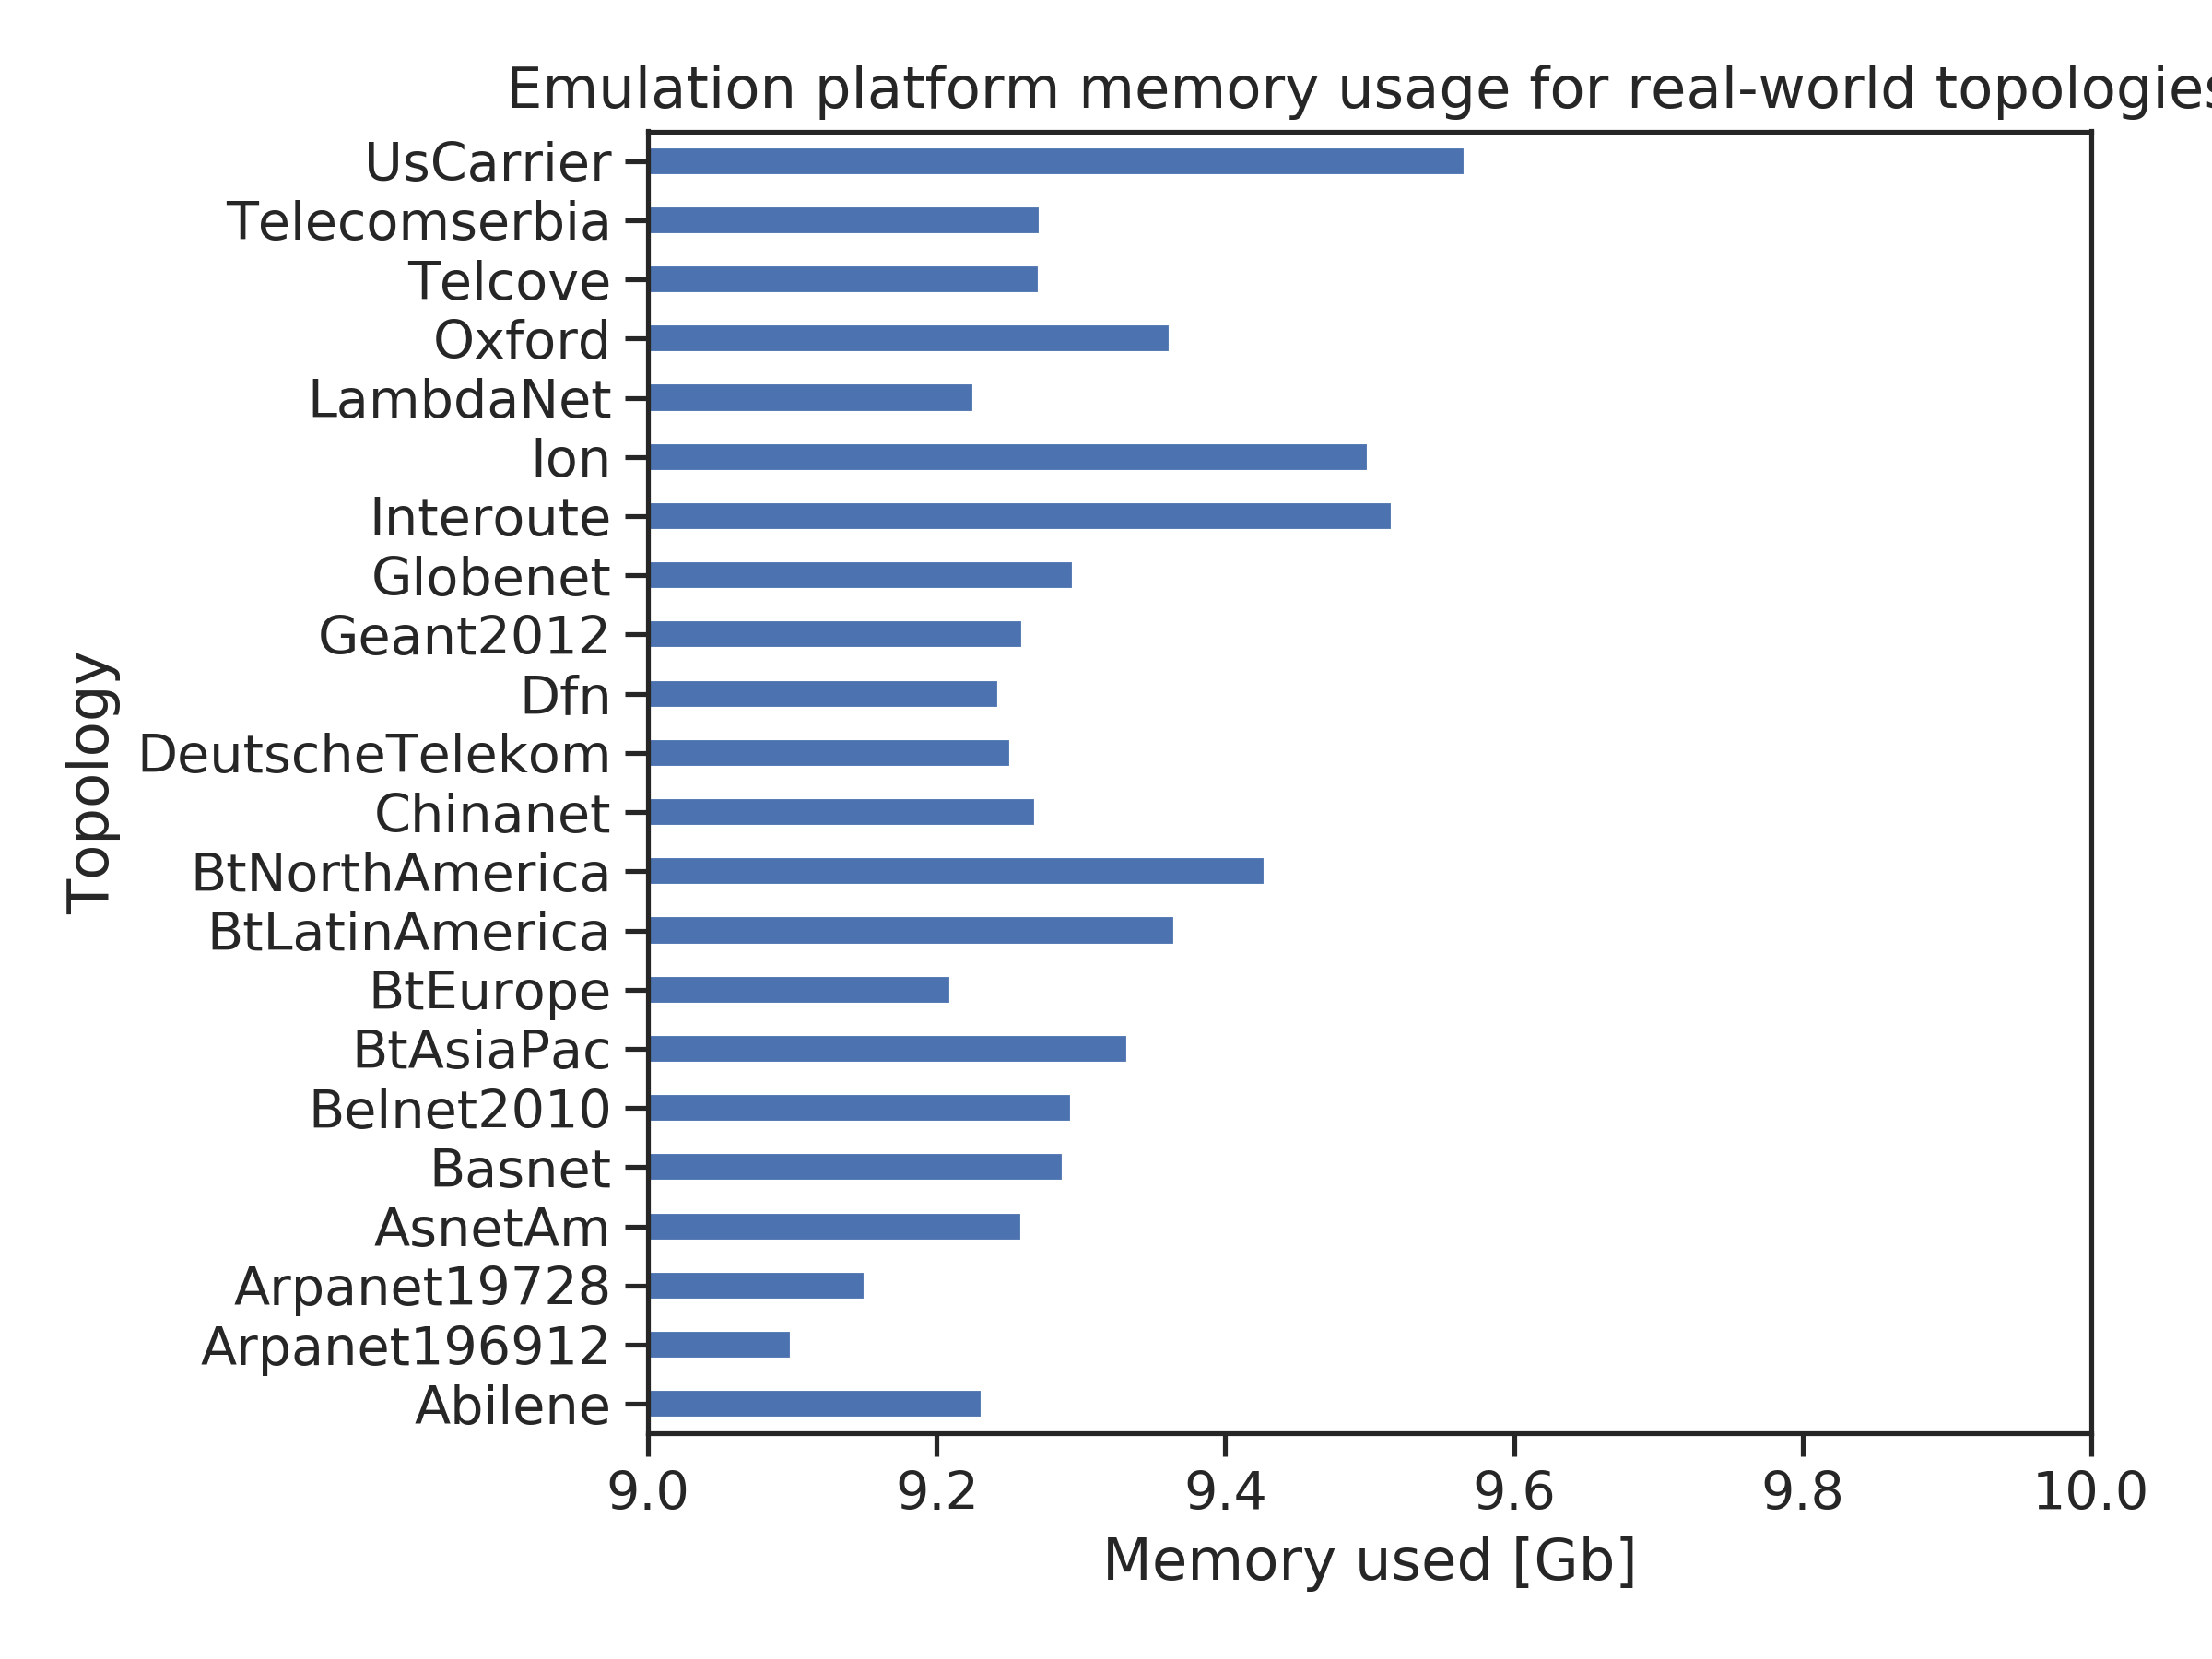 Emulation platform memory usage for real-world topologies
UsCarrier
Telecomserbia
Telcove
Oxford
LambdaNet
Ion
Interoute
Globenet
Geant2012
Dfn
DeutscheTelekom
Chinanet
BtNorthAmerica
BtLatinAmerica
BtEurope
BtAsiaPac
Belnet2010
Basnet
AsnetAm
Arpanet19728
Arpanet196912
Abilene
Topology
9.0 9.2 9.4 9.6 9.8 10.0
Memory used [Gb]